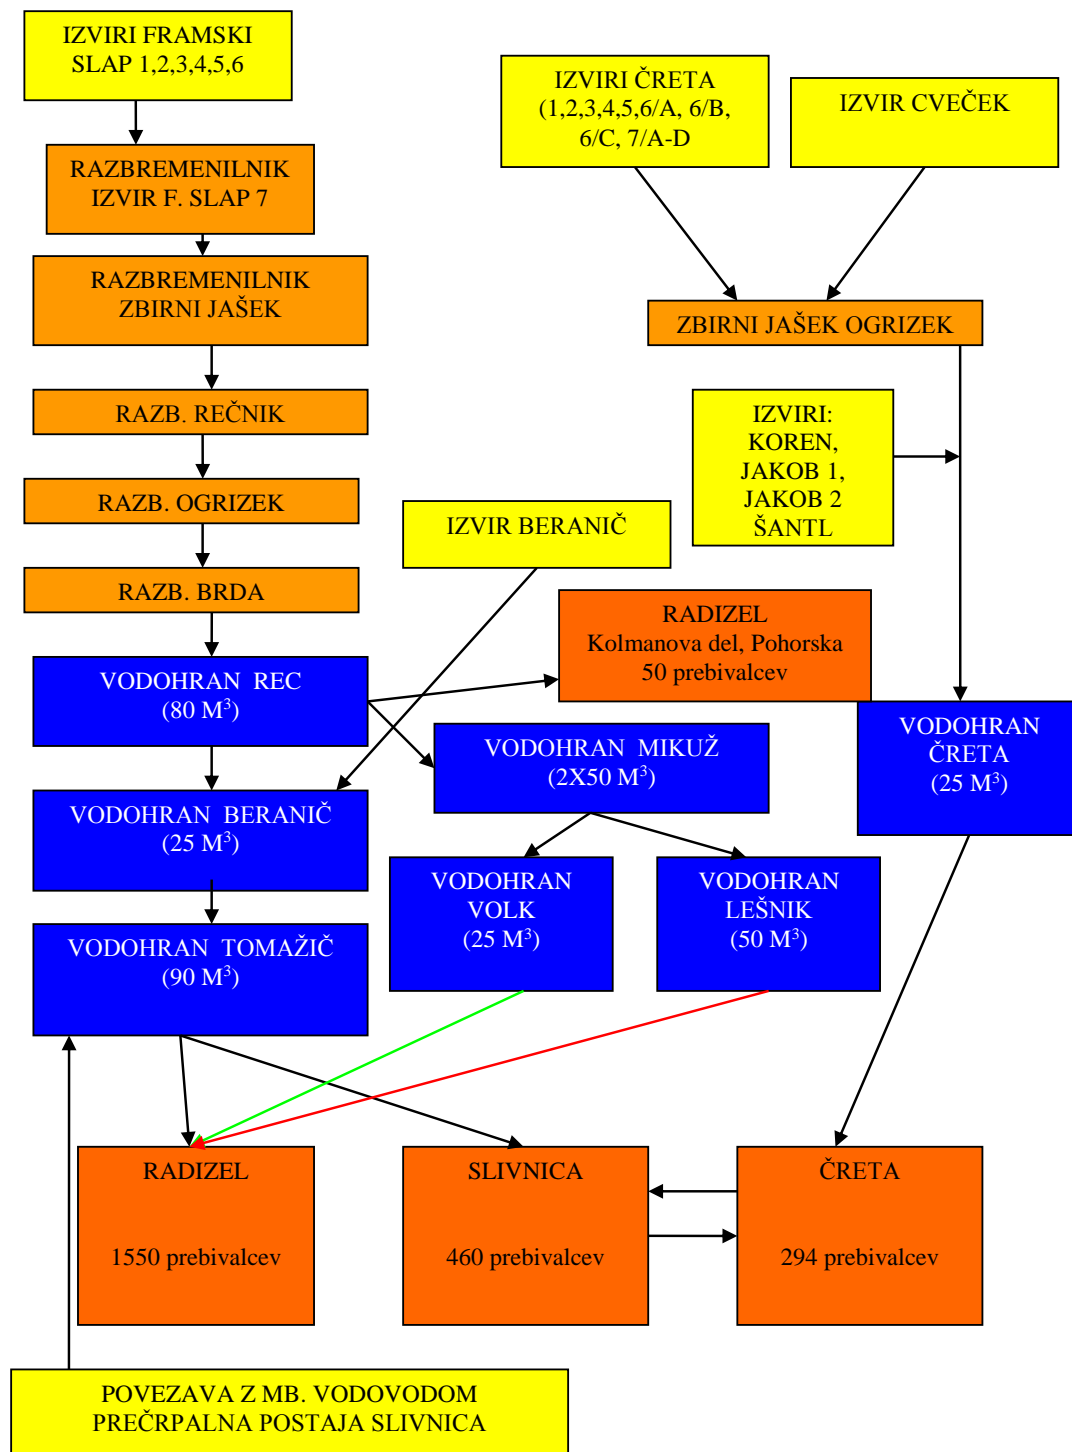 IZVIRI FRAMSKI
SLAP 1,2,3,4,5,6
IZVIRI ČRETA
(1,2,3,4,5,6/A, 6/B,
6/C, 7/A-D
IZVIR CVEČEK
RAZBREMENILNIK
IZVIR F. SLAP 7
RAZBREMENILNIK
ZBIRNI JAŠEK
ZBIRNI JAŠEK OGRIZEK
RAZB. REČNIK
IZVIRI:
KOREN,
JAKOB 1,
JAKOB 2
ŠANTL
RAZB. OGRIZEK
IZVIR BERANIČ
RAZB. BRDA
RADIZEL
Kolmanova del, Pohorska
50 prebivalcev
VODOHRAN REC
(80 M³)
VODOHRAN MIKUŽ
(2X50 M³)
VODOHRAN
ČRETA
(25 M³)
VODOHRAN BERANIČ
(25 M³)
VODOHRAN
VOLK
(25 M³)
VODOHRAN
LEŠNIK
(50 M³)
VODOHRAN TOMAŽIČ
(90 M³)
RADIZEL
1550 prebivalcev
SLIVNICA
460 prebivalcev
ČRETA
294 prebivalcev
POVEZAVA Z MB. VODOVODOM
PREČRPALNA POSTAJA SLIVNICA